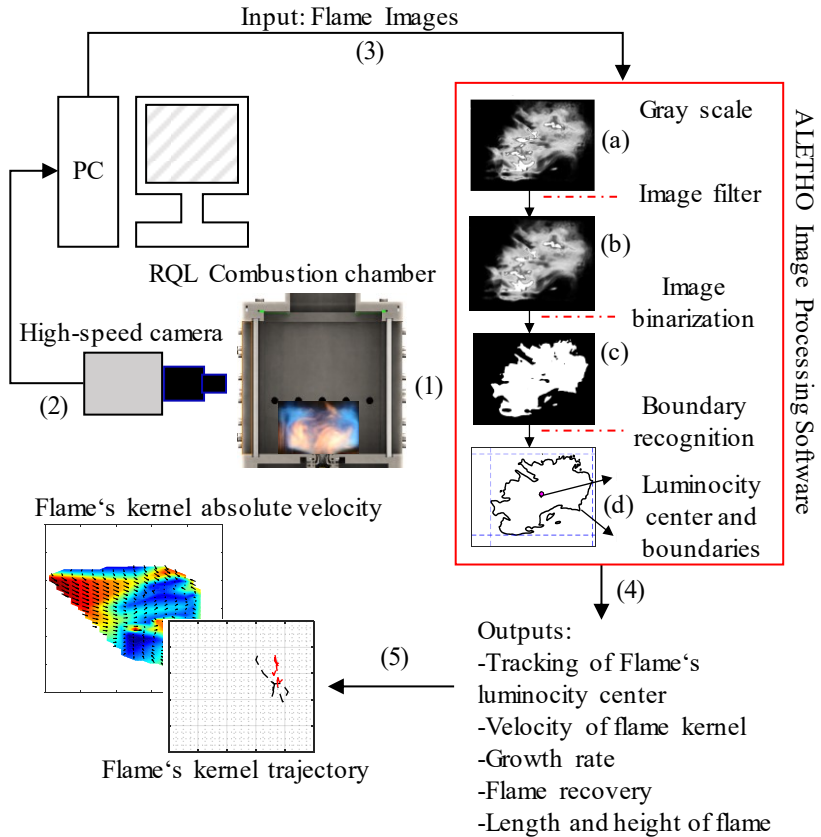 Input: Flame Images
(3)
PC
RQL Combustion chamber
High-speed camera
(1)
(2)
Gray scale
(a)
Image filter
(b)
Image
binarization
(c)
Boundary
recognition
(d)
Luminocity
center and
boundaries
ALETHO Image Processing Software
(4)
Outputs:
-Tracking of Flame‘s
luminocity center
-Velocity of flame kernel
-Growth rate
-Flame recovery
-Length and height of flame
(5)
Flame‘s kernel absolute velocity
Flame‘s kernel trajectory